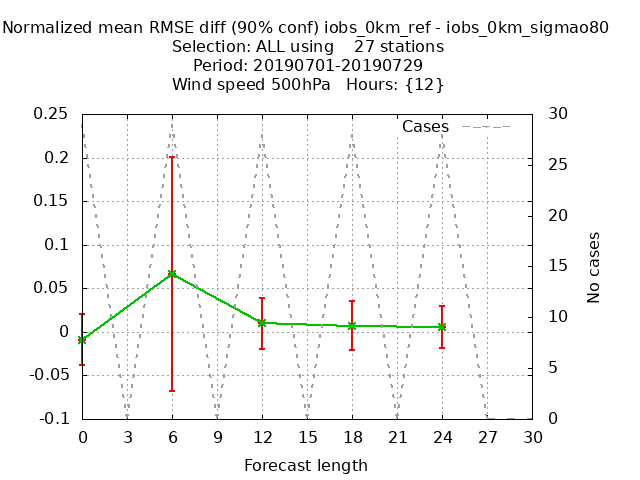 Normalized mean RMSE diff (90% conf) iobs_0km_ref - iobs_0km_sigmao80
Selection: ALL using    27 stations
Period: 20190701-20190729
Wind speed 500hPa   Hours: {12}
0.25
0.2
0.15
0.1
0.05
0
-0.05
-0.1
Cases
30
25
20
15
10
5
0
No cases
0 3 6 9 12 15 18 21 24 27 30
Forecast length